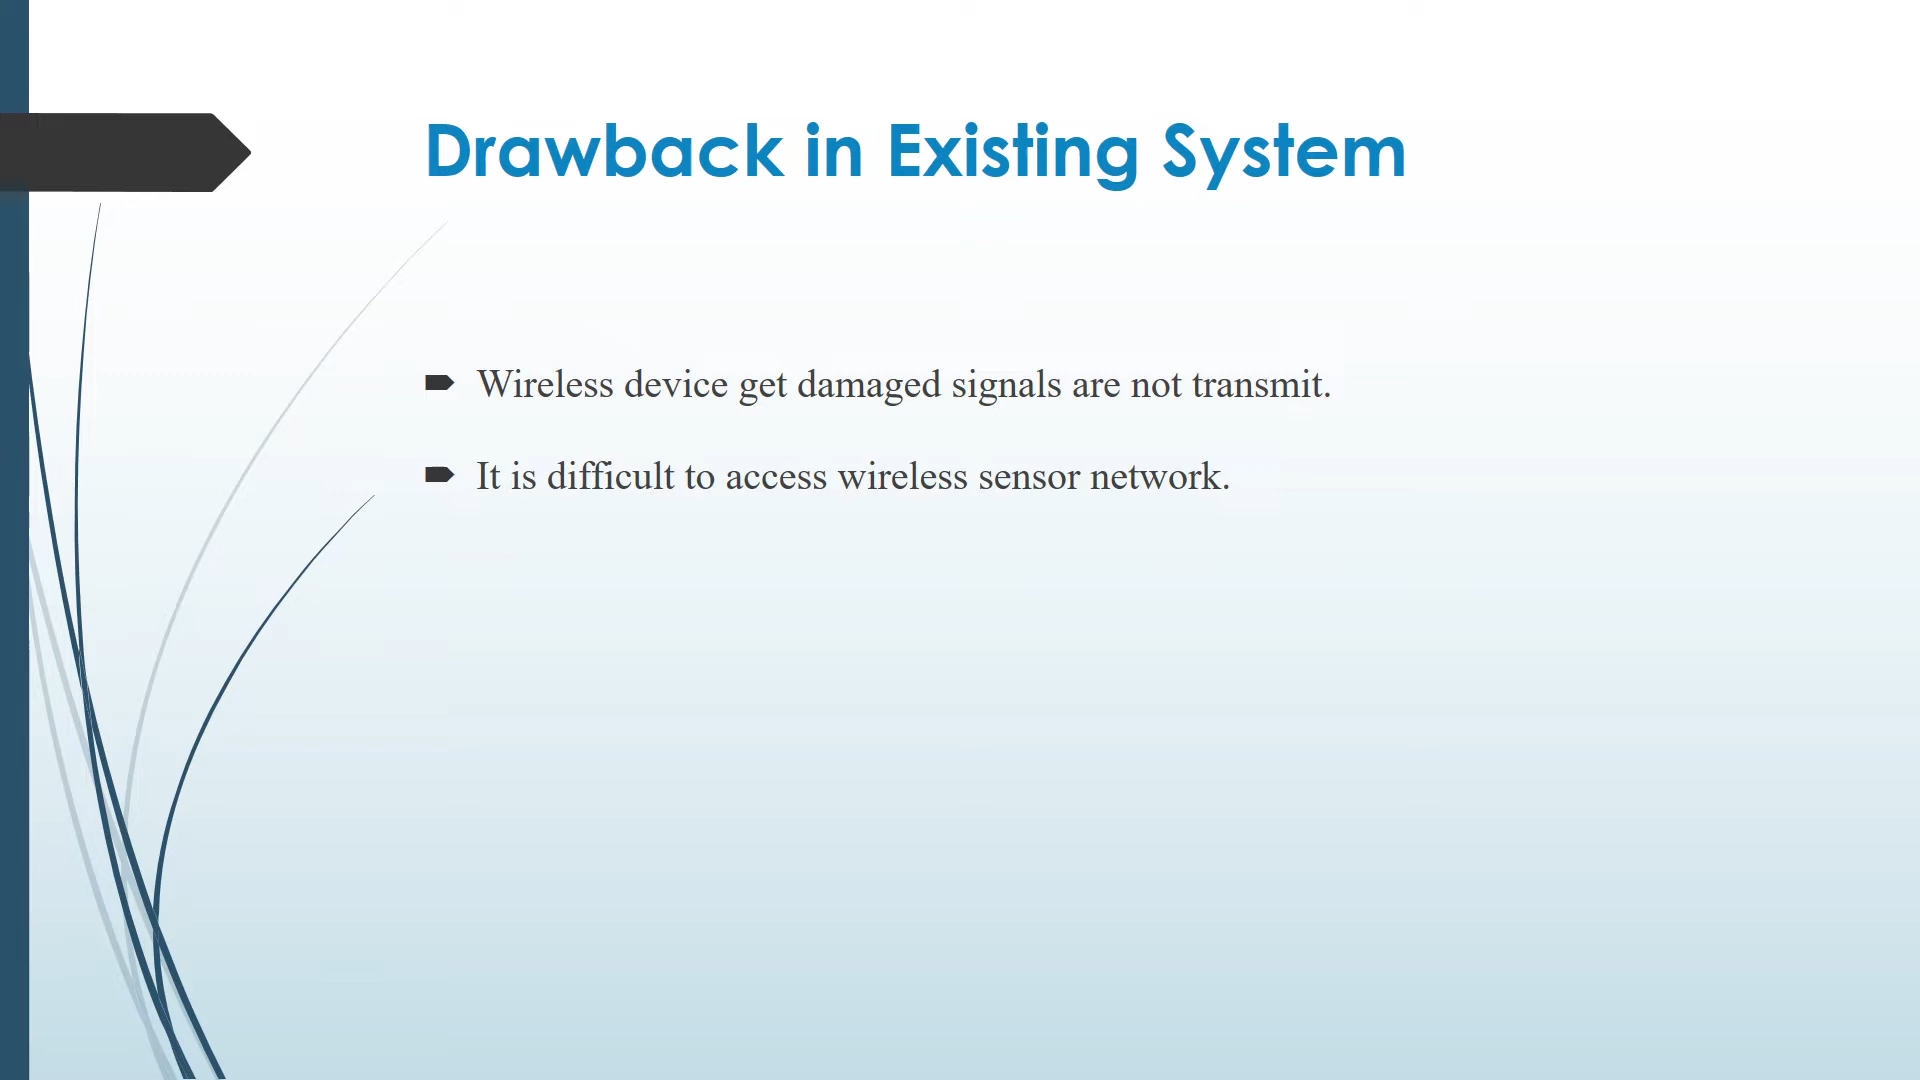 Drawback in Existing System
Wireless device get damaged signals are not transmit.
It is difficult to access wireless sensor network.